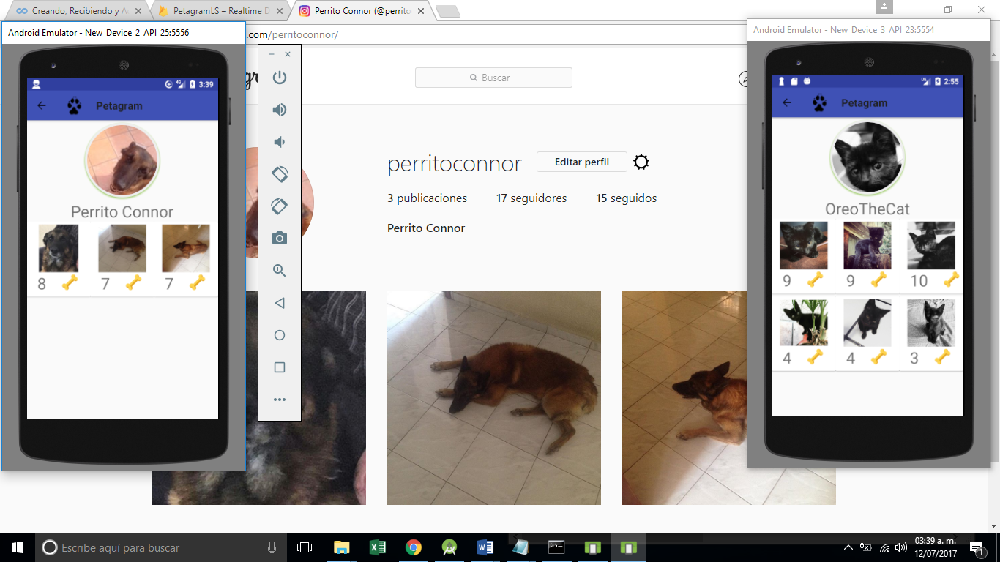 Creando, Recibiendo y A
PetagramLS – Realtime D
Perrito Connor (@perrito
.com/perritoconnor/
Android Emulator - New_Device_2_API_25:5556
3:39
Petagram
Perrito Connor
8
7
7
Buscar
perritoconnor
Editar perfil
3 publicaciones
17 seguidores
15 seguidos
Perrito Connor
Android Emulator - New_Device_3_API_23:5554
LTE
2:55
Petagram
OreoTheCat
9
9
10
4
4
3
Escribe aquí para buscar
03:39 a. m.
12/07/2017
1